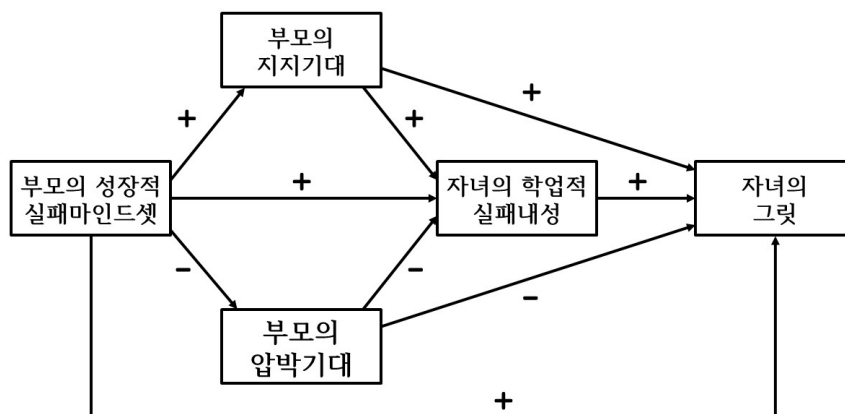 부모의
지지기대
+
+
+
부모의 성장적
실패마인드셋
+
자녀의 학업적
실패내성
+
자녀의
그릿
−
−
−
부모의
압박기대
+